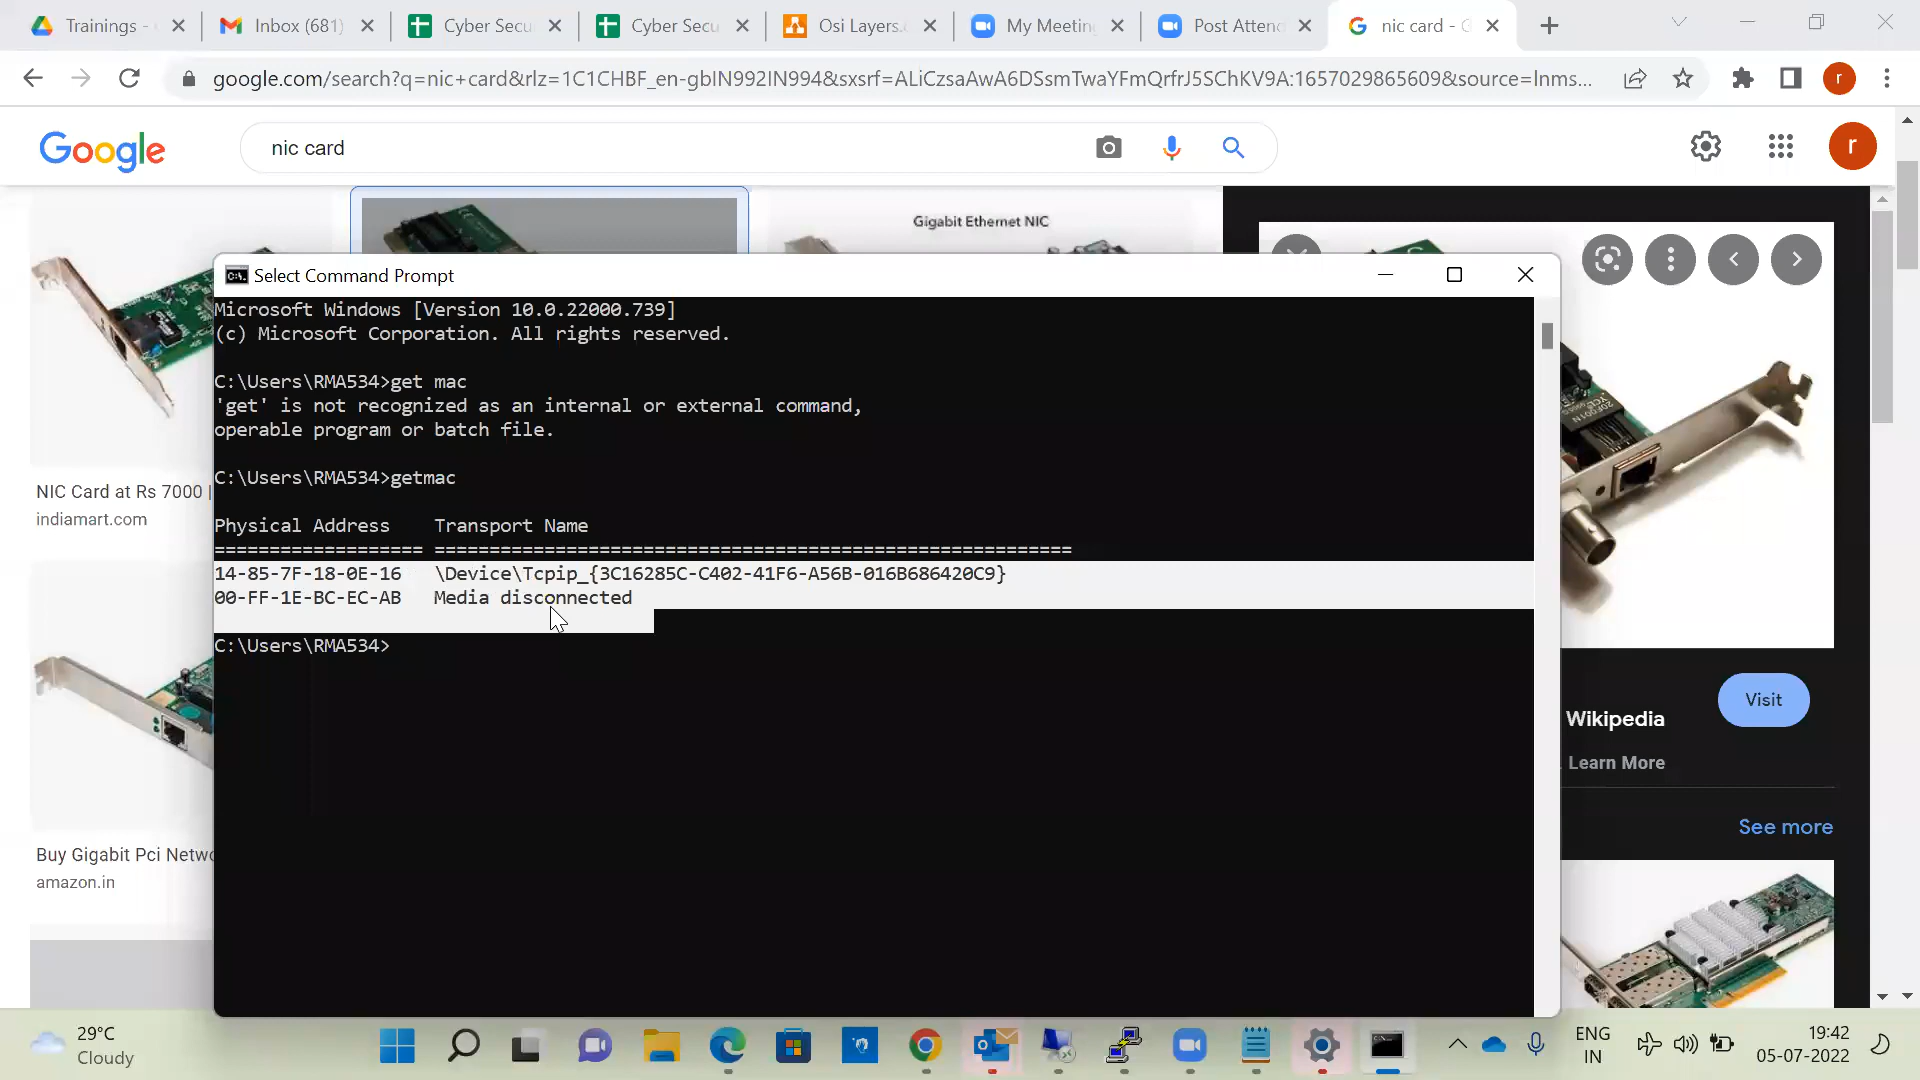 Trainings -
Inbox (681)
Cyber Secu
Cyber Secu
Osi Layers.
My Meeting
Post Attend
nic card - G
google.com/search?q=nic+card&rlz=1C1CHBF_en-gbIN992IN994&sxsrf=ALiCzsaAwA6DSsmTwaYFmQrfrJ5SChKV9A:1657029865609&source=lnms...
r
Google
nic card
r
Gigabit Ethernet NIC
Select Command Prompt
Microsoft Windows [Version 10.0.22000.739]
(c) Microsoft Corporation. All rights reserved.
C:\Users\RMA534>get mac
'get' is not recognized as an internal or external command,
operable program or batch file.
C:\Users\RMA534>getmac
Physical Address    Transport Name
=================== ==========================================================
14-85-7F-18-0E-16   \Device\Tcpip_{3C16285C-C402-41F6-A56B-016B686420C9}
00-FF-1E-BC-EC-AB   Media disconnected
C:\Users\RMA534>
NIC Card at Rs 7000 |
indiamart.com
Buy Gigabit Pci Netwo
amazon.in
Wikipedia
Visit
Learn More
See more
29°C
Cloudy
ENG
IN
19:42
05-07-2022